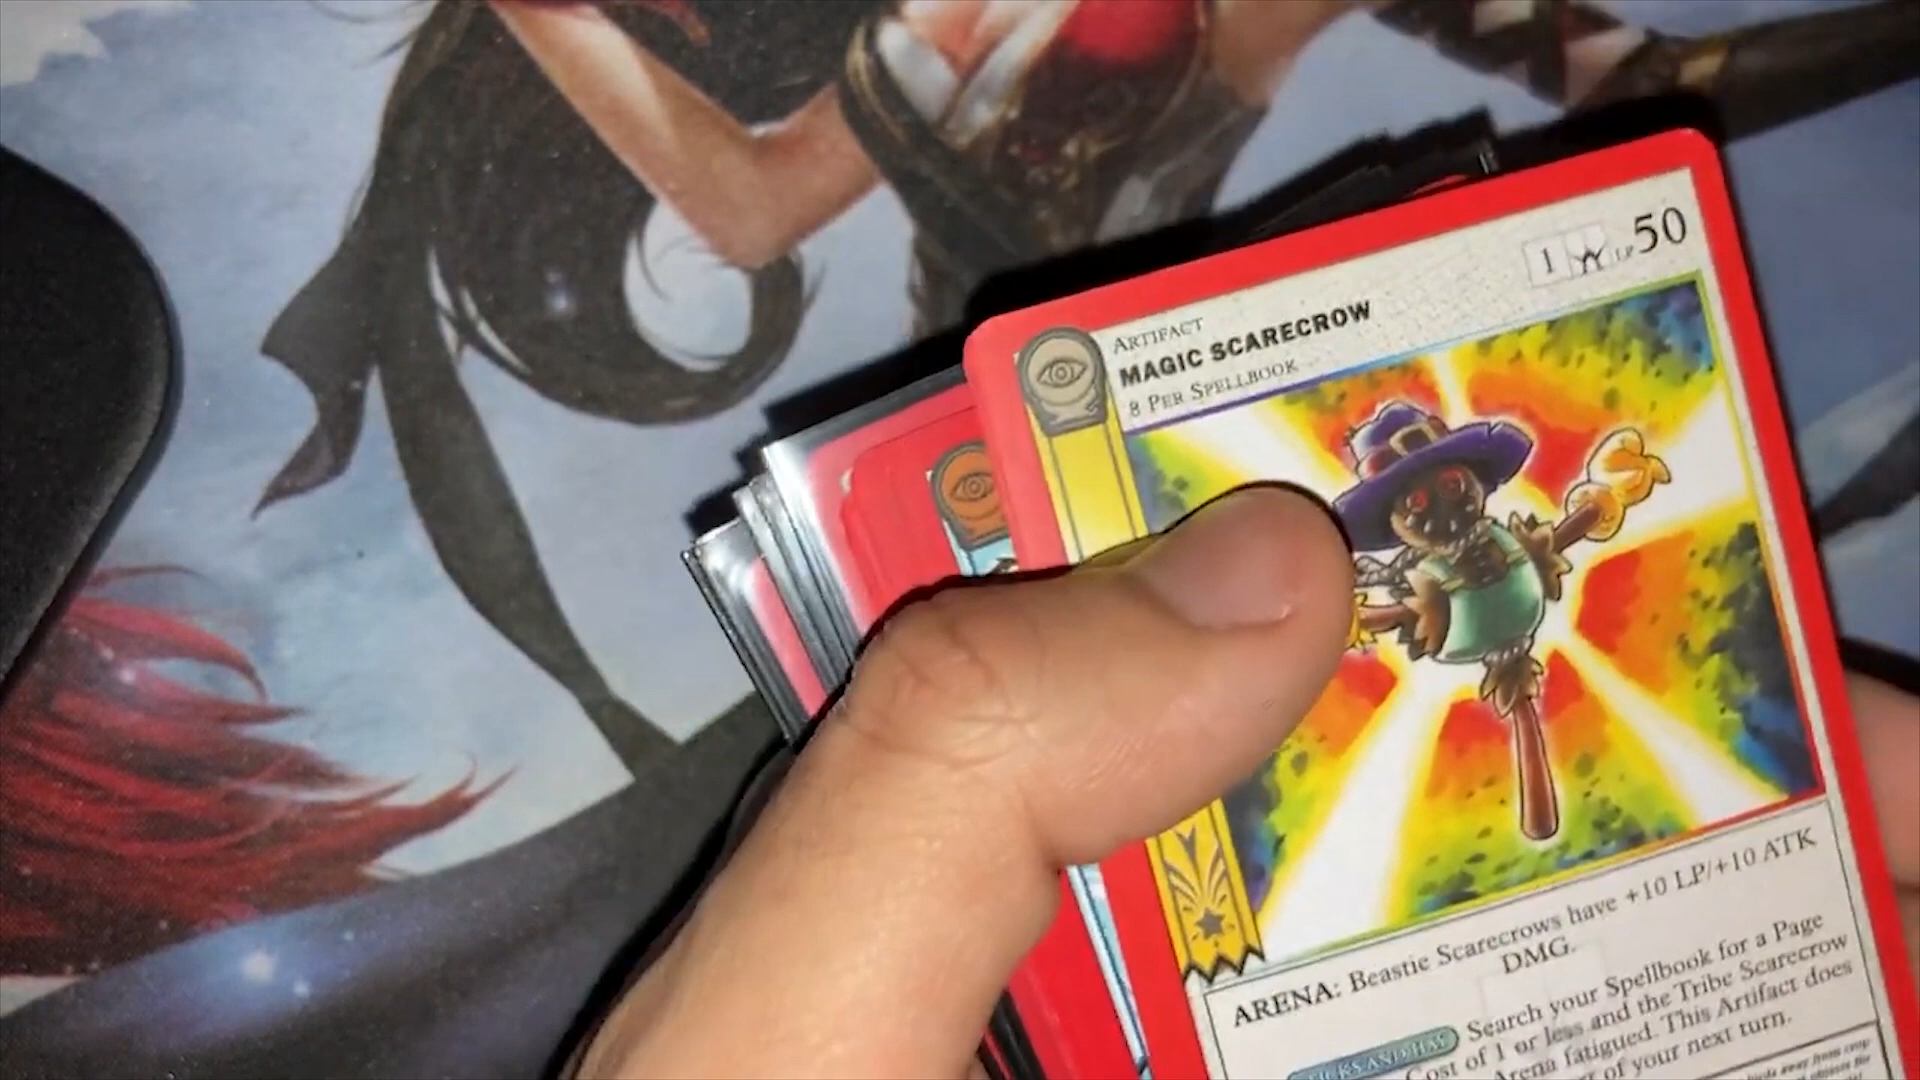 1 LP 50
ARTIFACT
MAGIC SCARECROW
8 PER SPELLBOOK
ARENA: Beastie Scarecrows have +10 LP/+10 ATK
DMG.
Search your Spellbook for a Page
Cost of 1 or less and the Tribe Scarecrow
Arena fatigued. This Artifact does
of your next turn.